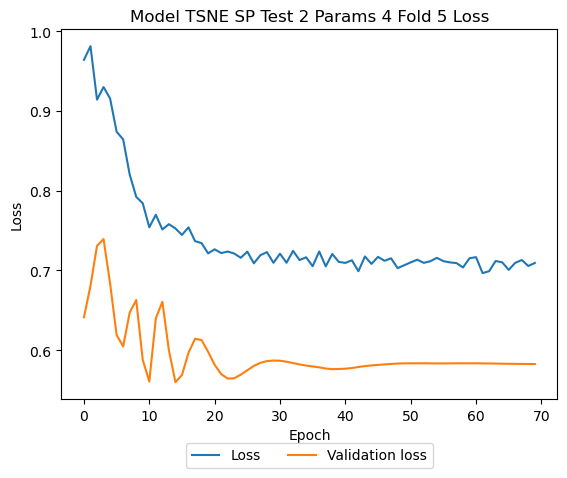 Model TSNE SP Test 2 Params 4 Fold 5 Loss
1.0
0.9
0.8
0.7
0.6
Loss
0 10 20 30 40 50 60 70
Epoch
Loss Validation loss